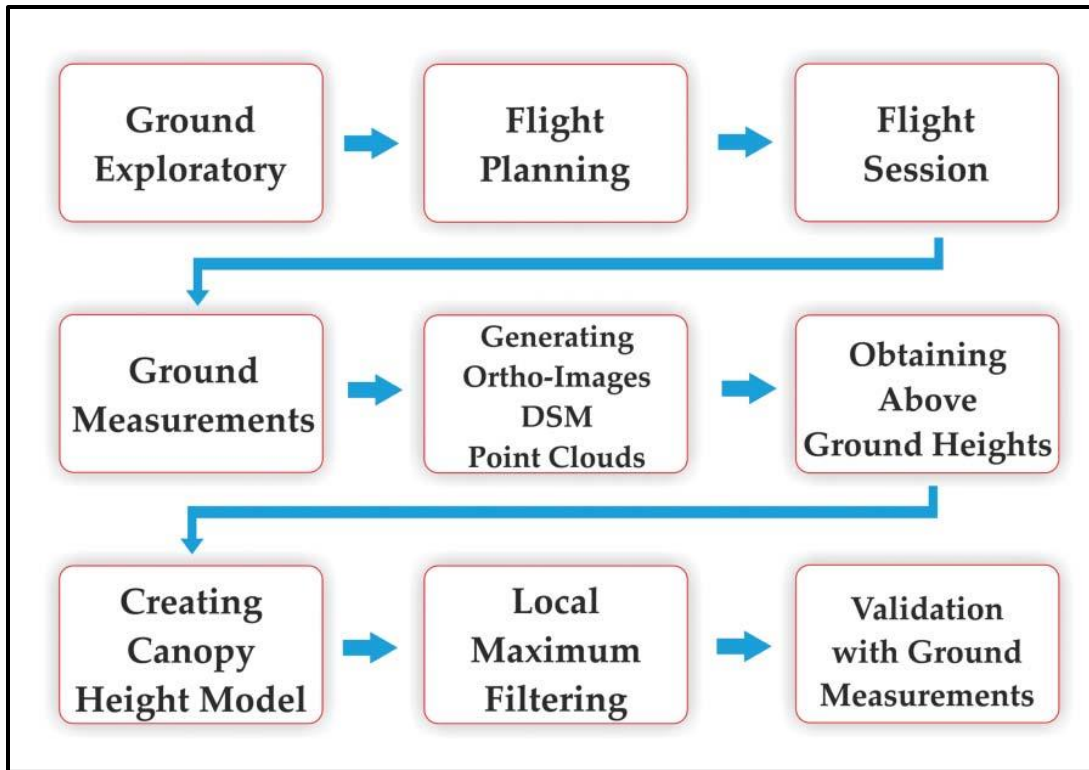 Ground
Exploratory
Flight
Planning
Flight
Session
Ground
Measurements
Generating
Ortho-Images
DSM
Point Clouds
Obtaining
Above
Ground Heights
Creating
Canopy
Height Model
Local
Maximum
Filtering
Validation
with Ground
Measurements